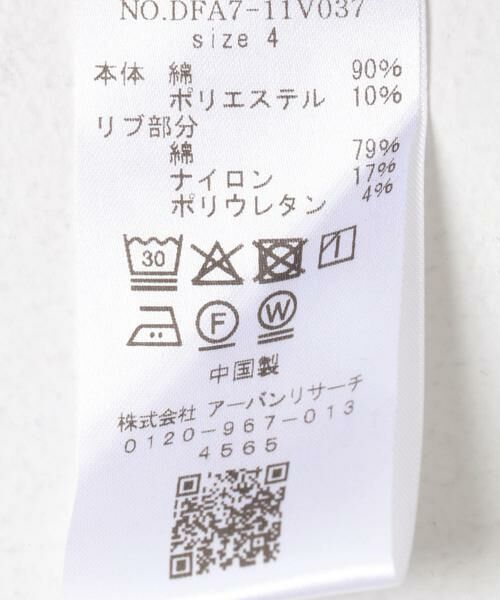 NO.DFA7-11V037
size 4
本体 綿 90%
ポリエステル 10%
リブ部分
綿 79%
ナイロン 17%
ポリウレタン 4%
30
F W
中国製
株式会社 アーバンリサーチ
0120-967-013
4565